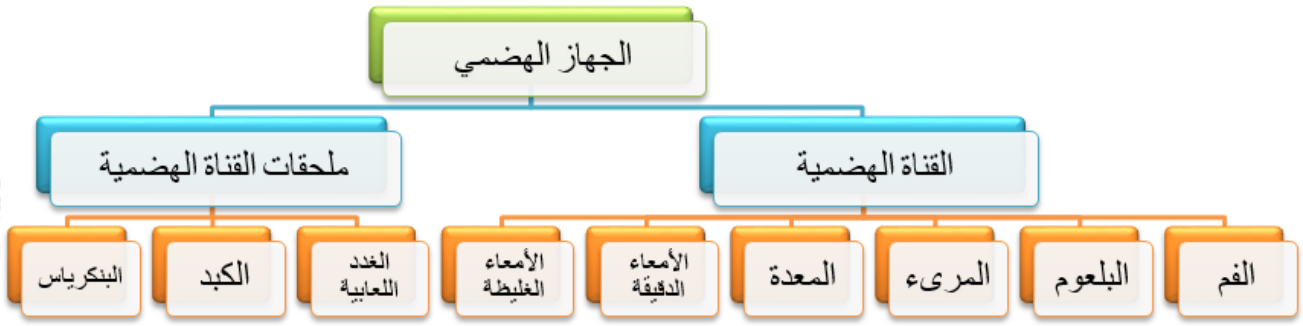 الجهاز الهضمي
القناة الهضمية
ملحقات القناة الهضمية
الفم
البلعوم
المرىء
المعدة
الأمعاء
الدقيقة
الأمعاء
الغليظة
الغدد
اللعابية
الكبد
البنكرياس